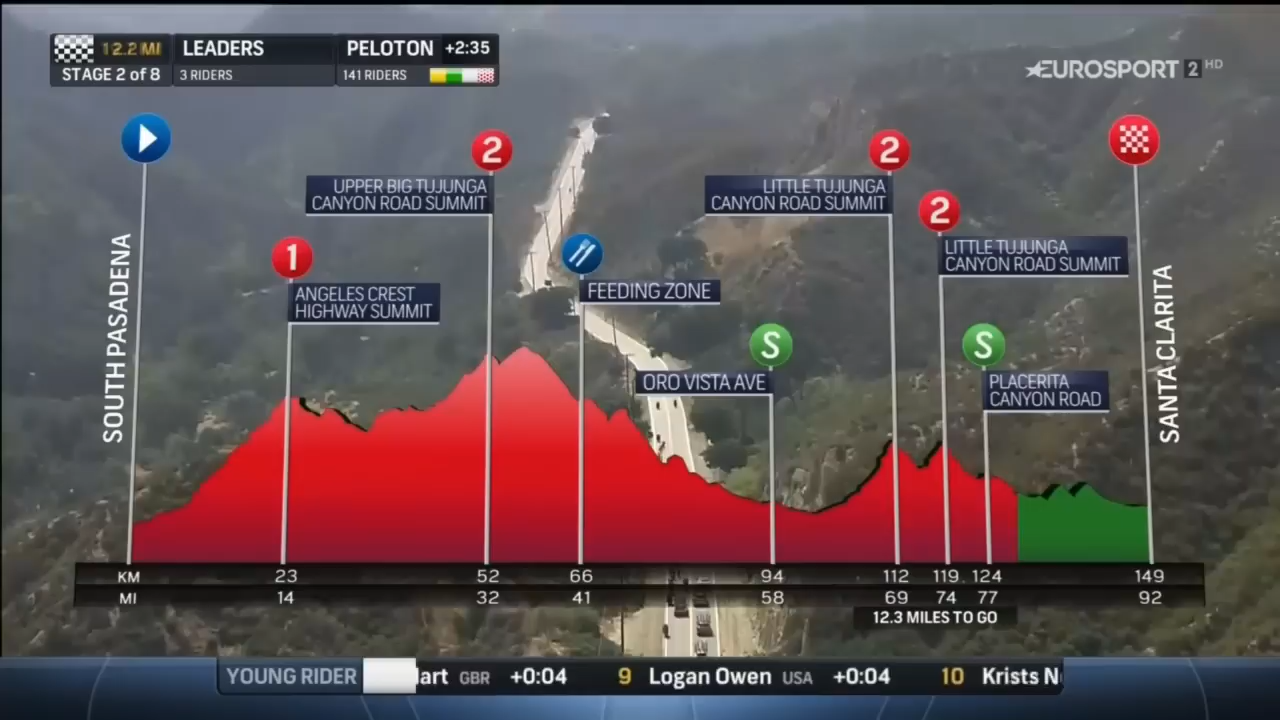 12.2 MI LEADERS PELOTON +2:35
STAGE 2 of 8 3 RIDERS 141 RIDERS
EUROSPORT 2 HD
2
2
UPPER BIG TUJUNGA
CANYON ROAD SUMMIT
LITTLE TUJUNGA
CANYON ROAD SUMMIT
2
1
LITTLE TUJUNGA
CANYON ROAD SUMMIT
SOUTH PASADENA
ANGELES CREST
HIGHWAY SUMMIT
FEEDING ZONE
SANTA CLARITA
S
S
ORO VISTA AVE
PLACERITA
CANYON ROAD
KM 23 52 66 94 112 119 124 149
MI 14 32 41 58 69 74 77 92
12.3 MILES TO GO
YOUNG RIDER art GBR +0:04 9 Logan Owen USA +0:04 10 Krists N